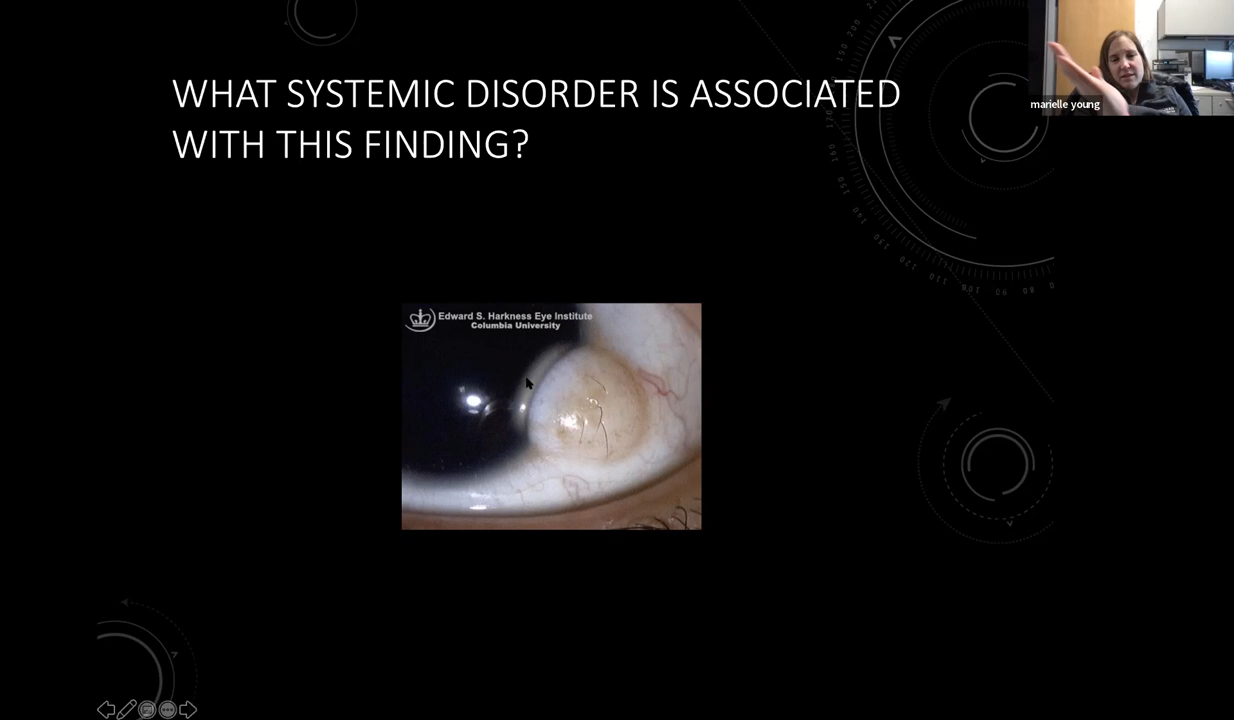 WHAT SYSTEMIC DISORDER IS ASSOCIATED
WITH THIS FINDING?
marielle young
Edward S. Harkness Eye Institute
Columbia University